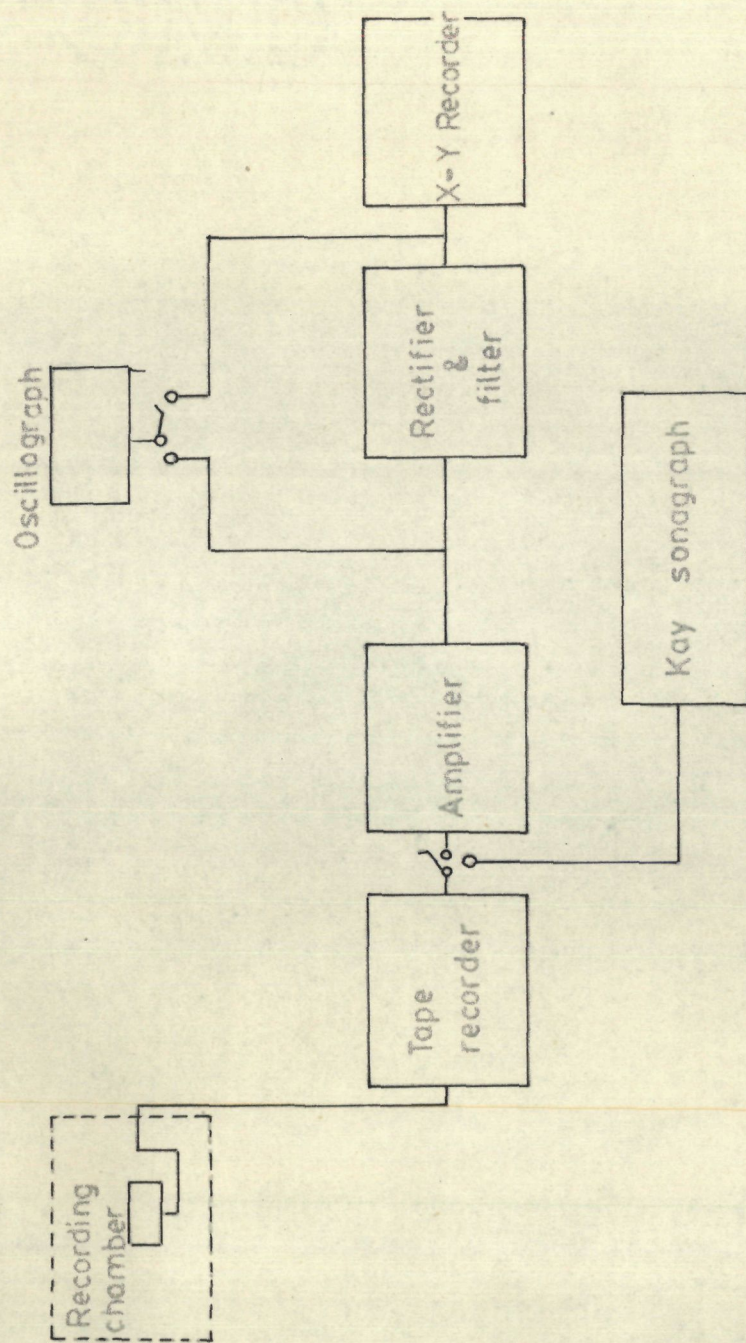 Recording
chamber
Tape
recorder
Amplifier
Oscillograph
Rectifier
&
filter
X-Y Recorder
Kay sonagraph